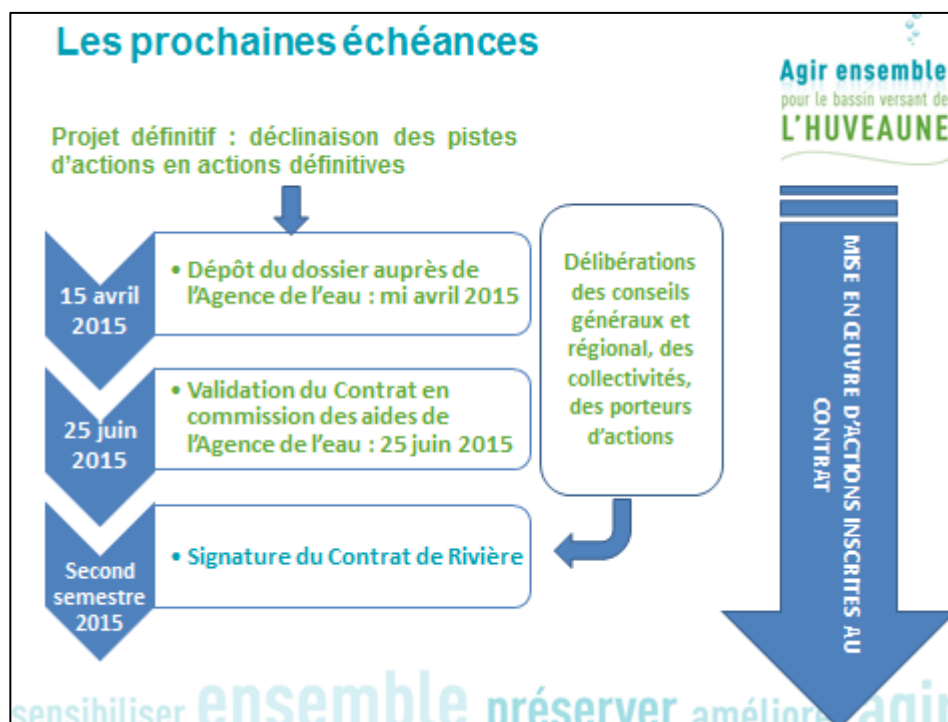 Les prochaines échéances
Agir ensemble
pour le bassin versant de
L'HUVEAUNE
Projet définitif : déclinaison des pistes
d'actions en actions définitives
15 avril
2015
• Dépôt du dossier auprès de
l'Agence de l'eau : mi avril 2015
25 juin
2015
• Validation du Contrat en
commission des aides de
l'Agence de l'eau : 25 juin 2015
Second
semestre
2015
• Signature du Contrat de Rivière
Délibérations
des conseils
généraux et
régional, des
collectivités,
des porteurs
d'actions
MISE EN ŒUVRE D'ACTIONS INSCRITES AU
CONTRAT
sensibiliser ensemble préserver améliorer agir